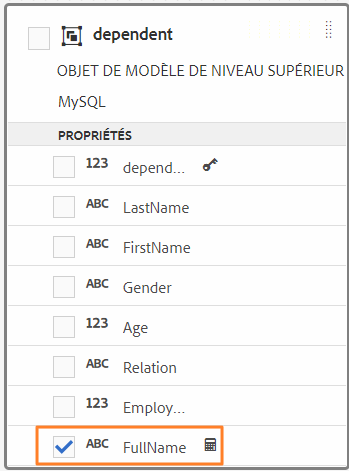 dependent
OBJET DE MODÈLE DE NIVEAU SUPÉRIEUR
MySQL
PROPRIÉTÉS
123 depend...
ABC LastName
ABC FirstName
ABC Gender
123 Age
ABC Relation
123 Employ...
ABC FullName